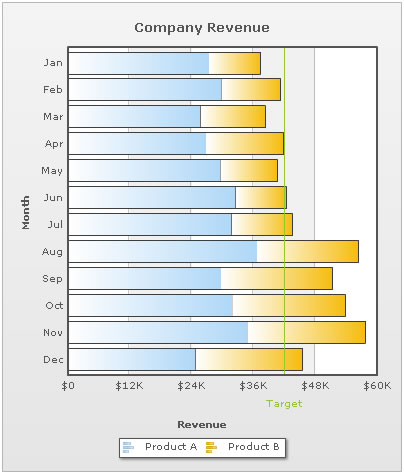 Company Revenue
Jan
Feb
Mar
Apr
May
Jun
Jul
Aug
Sep
Oct
Nov
Dec
Month
$0 $12K $24K $36K $48K $60K
Target
Revenue
Product A Product B